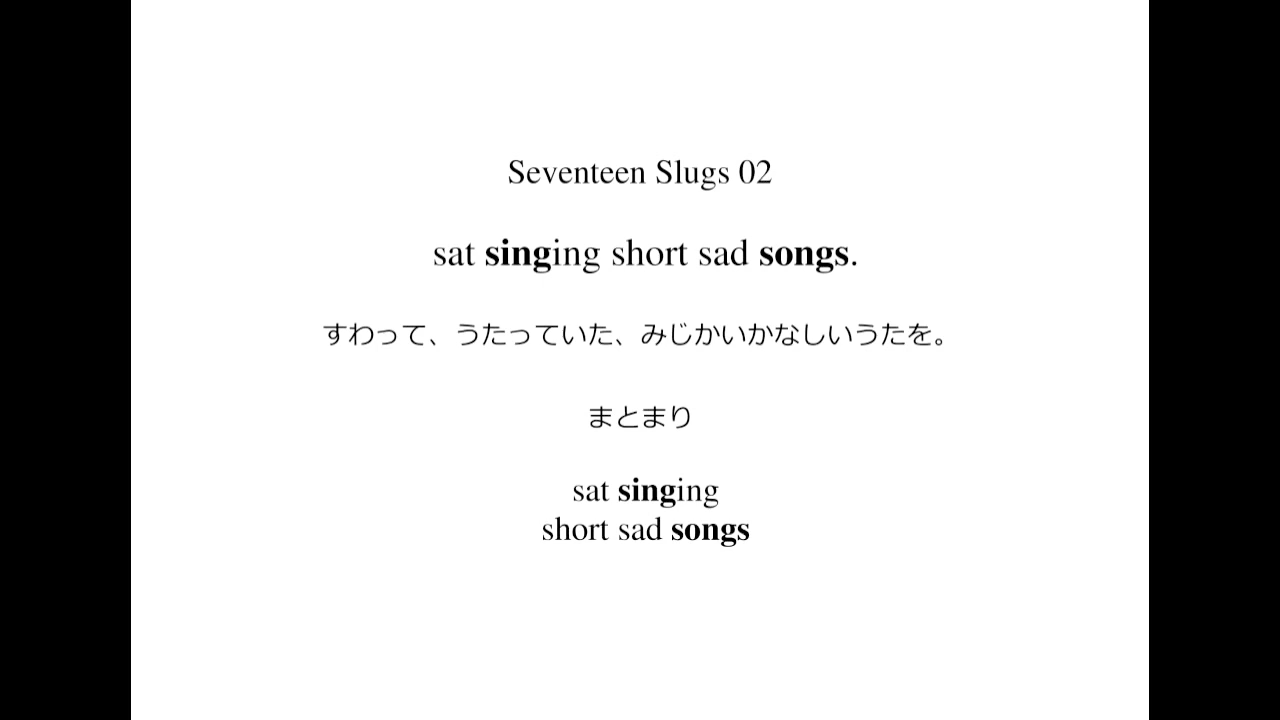 Seventeen Slugs 02
sat singing short sad songs.
すわって、うたっていた、みじかいかなしいうたを。
まとまり
sat singing
short sad songs